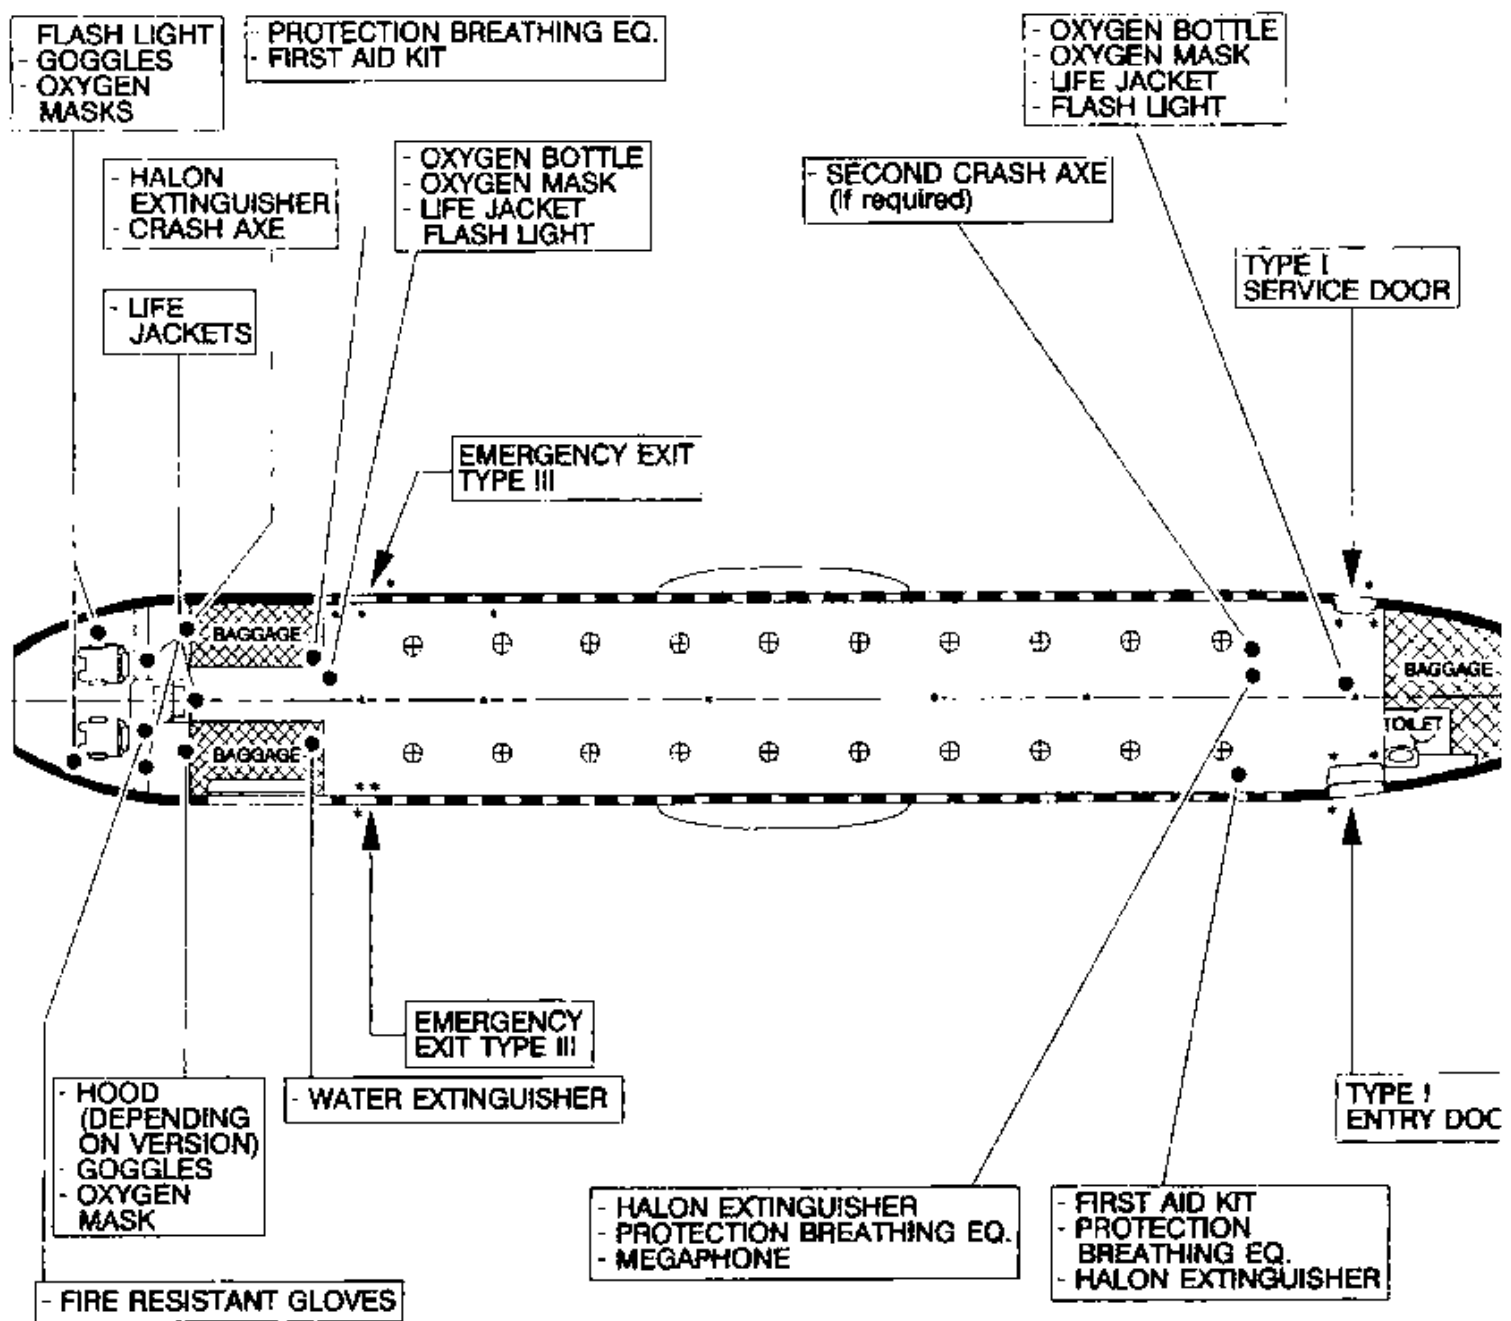 FLASH LIGHT
- GOGGLES
- OXYGEN
MASKS
- PROTECTION BREATHING EQ.
- FIRST AID KIT
- OXYGEN BOTTLE
- OXYGEN MASK
- LIFE JACKET
- FLASH LIGHT
- HALON
EXTINGUISHER
- CRASH AXE
- OXYGEN BOTTLE
- OXYGEN MASK
- LIFE JACKET
FLASH LIGHT
- SECOND CRASH AXE
(if required)
TYPE I
SERVICE DOOR
- LIFE
JACKETS
EMERGENCY EXIT
TYPE III
BAGGAGE
BAGGAGE
TOILET
BAGGAGE
EMERGENCY
EXIT TYPE III
- HOOD
(DEPENDING
ON VERSION)
- GOGGLES
- OXYGEN
MASK
- WATER EXTINGUISHER
TYPE I
ENTRY DOC
- HALON EXTINGUISHER
- PROTECTION BREATHING EQ.
- MEGAPHONE
- FIRST AID KIT
- PROTECTION
BREATHING EQ.
- HALON EXTINGUISHER
- FIRE RESISTANT GLOVES